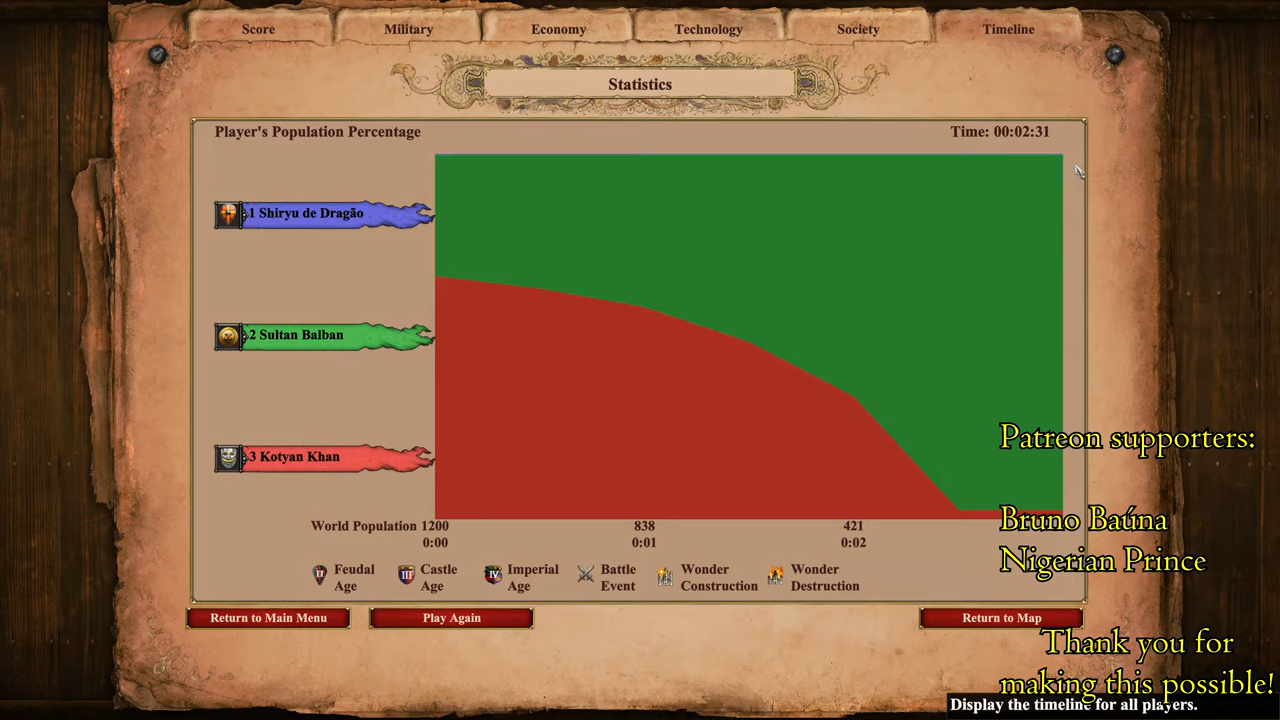 Score
Military
Economy
Technology
Society
Timeline
Statistics
Player's Population Percentage
Time: 00:02:31
1 Shiryu de Dragão
2 Sultan Balban
3 Kotyan Khan
World Population 1200
838
421
0:00
0:01
0:02
II
Feudal
Age
III
Castle
Age
IV
Imperial
Age
Battle
Event
Wonder
Construction
Wonder
Destruction
Return to Main Menu
Play Again
Return to Map
Patreon supporters:
Bruno Baúna
Nigerian Prince
Thank you for
making this possible!
Display the timeline for all players.